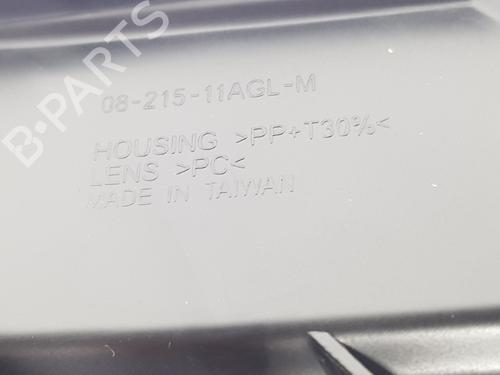 B-PARTS
08-215-11AGL-M
HOUSING >PP+T30%<
LENS >PC<
MADE IN TAIWAN